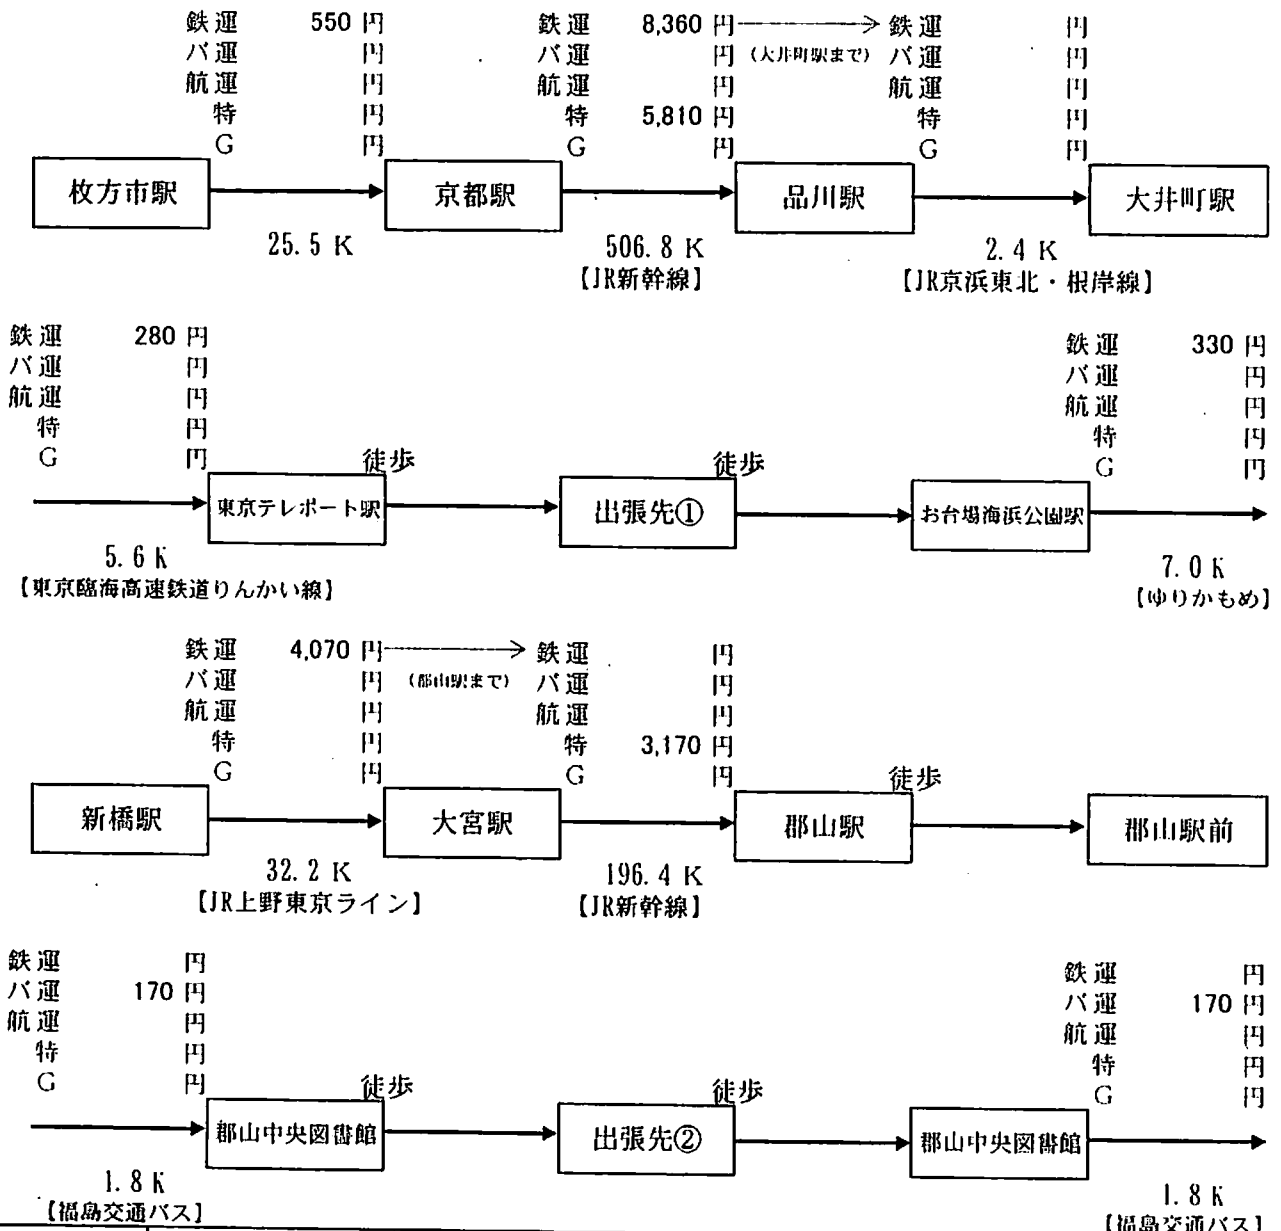 鉄運 550 円 鉄運 8,360 円 鉄運 円
バ運 円 バ運 円 (大井町駅まで) バ運 円
航運 円 航運 円 航運 円
特 円 特 5,810 円 特 円
G 円 G 円 G 円
枚方市駅 京都駅 品川駅 大井町駅
25.5 K 506.8 K 2.4 K
【JR新幹線】 【JR京浜東北・根岸線】
鉄運 280 円 鉄運 330 円
バ運 円 バ運 円
航運 円 航運 円
特 円 特 円
G 円 徒歩 徒歩 G 円
東京テレポート駅 出張先① お台場海浜公園駅
5.6 K 7.0 K
【東京臨海高速鉄道りんかい線】 【ゆりかもめ】
鉄運 4,070 円 鉄運 円
バ運 円 (郡山駅まで) バ運 円
航運 円 航運 円
特 円 特 3,170 円
G 円 G 円 徒歩
新橋駅 大宮駅 郡山駅 郡山駅前
32.2 K 196.4 K
【JR上野東京ライン】 【JR新幹線】
鉄運 円 鉄運 円
バ運 170 円 バ運 170 円
航運 円 航運 円
特 円 特 円
G 円 徒歩 徒歩 G 円
郡山中央図書館 出張先② 郡山中央図書館
1.8 K 1.8 K
【福島交通バス】 【福島交通バス】